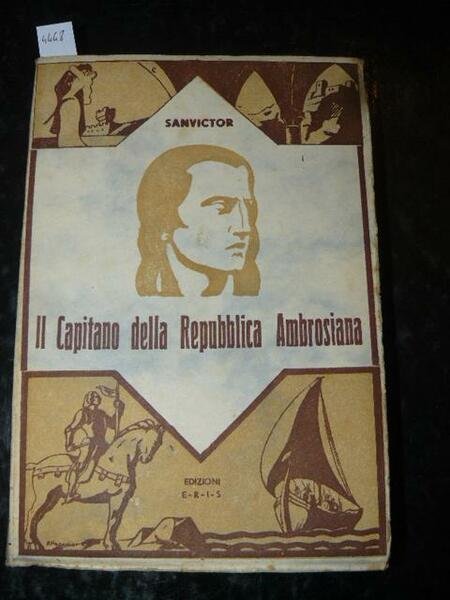 4448
SANVICTOR
Il Capitano della Repubblica Ambrosiana
EDIZIONI
E-R-I-S